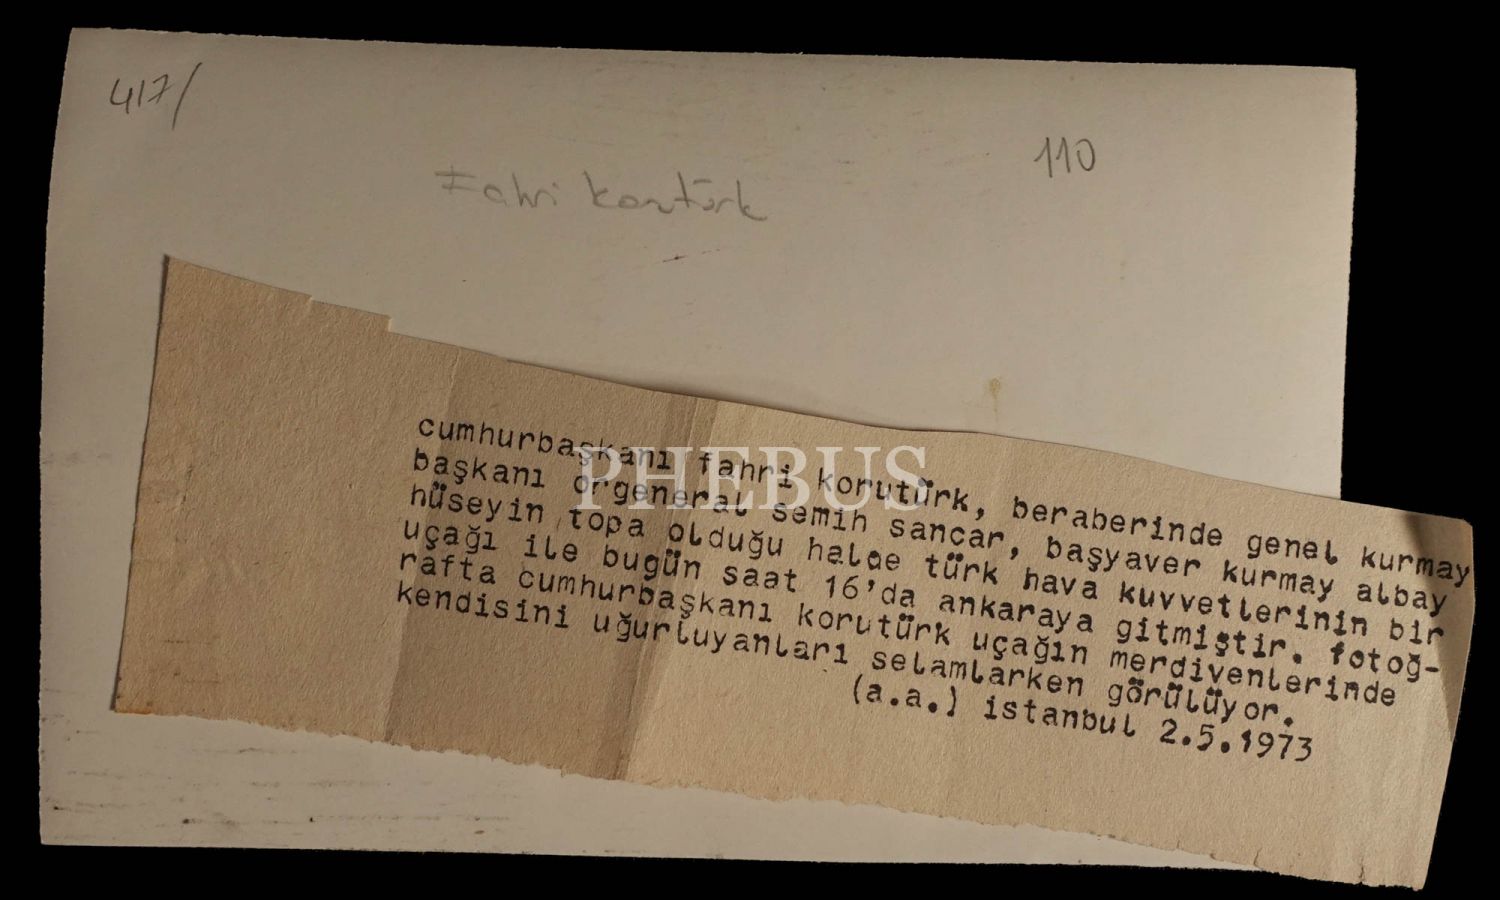 417/
110
Fahri Korutürk
cumhurbaşkanı fahri korutürk, beraberinde genel kurmay
başkanı orgeneral semih sancar, başyaver kurmay albay
hüseyin topa olduğu halde türk hava kuvvetlerinin bir
uçağı ile bugün saat 16'da ankaraya gitmiştir. fotoğ-
rafta cumhurbaşkanı korutürk uçağın merdivenlerinde
kendisini uğurluyanları selamlarken görülüyor.
(a.a.) istanbul 2.5.1973
PHEBUS